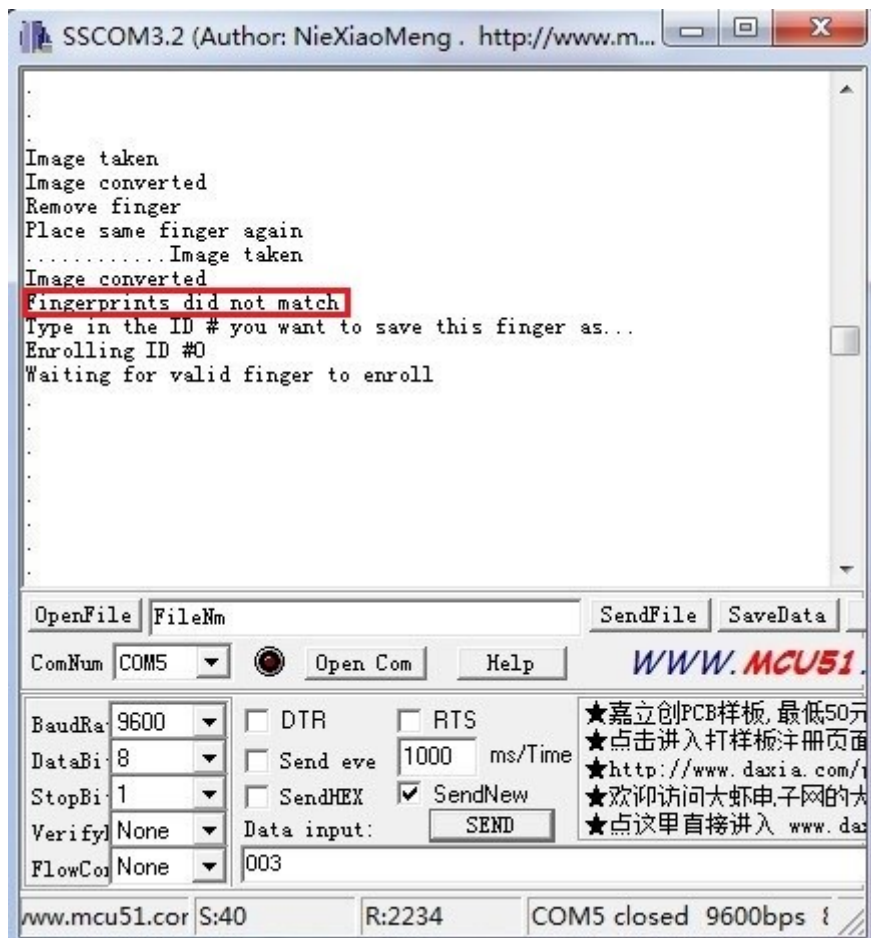 SSCOM3.2 (Author: NieXiaoMeng . http://www.m...
.
.
.
Image taken
Image converted
Remove finger
Place same finger again
............Image taken
Image converted
Fingerprints did not match
Type in the ID # you want to save this finger as...
Enrolling ID #0
Waiting for valid finger to enroll
.
.
.
.
.
.
.
.
OpenFile FileNm SendFile SaveData
ComNum COM5 Open Com Help WWW.MCU51.
BaudRa 9600 DTR RTS
DataBi 8 Send eve 1000 ms/Time
StopBi 1 SendHEX SendNew
Verify None Data input: SEND
FlowCo None 003
★嘉立创PCB样板,最低50元
★点击进入打样板注册页面
★http://www.daxia.com/
★欢迎访问大虾电子网的大
★点这里直接进入 www.da
www.mcu51.cor S:40 R:2234 COM5 closed 9600bps